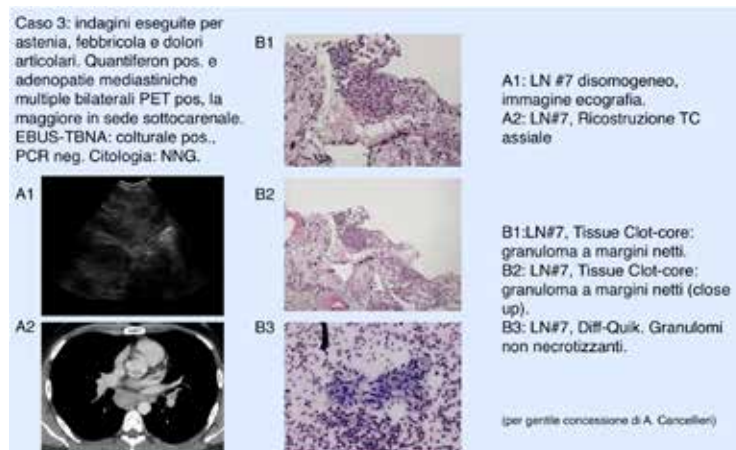 Caso 3: indagini eseguite per
astenia, febbricola e dolori
articolari. Quantiferon pos. e
adenopatie mediastiniche
multiple bilaterali PET pos, la
maggiore in sede sottocarenale.
EBUS-TBNA: colturale pos.,
PCR neg. Citologia: NNG.
A1
A2
B1
B2
B3
A1: LN #7 disomogeneo,
immagine ecografia.
A2: LN#7, Ricostruzione TC
assiale
B1:LN#7, Tissue Clot-core:
granuloma a margini netti.
B2: LN#7, Tissue Clot-core:
granuloma a margini netti (close
up).
B3: LN#7, Diff-Quik. Granulomi
non necrotizzanti.
(per gentile concessione di A. Cancellieri)